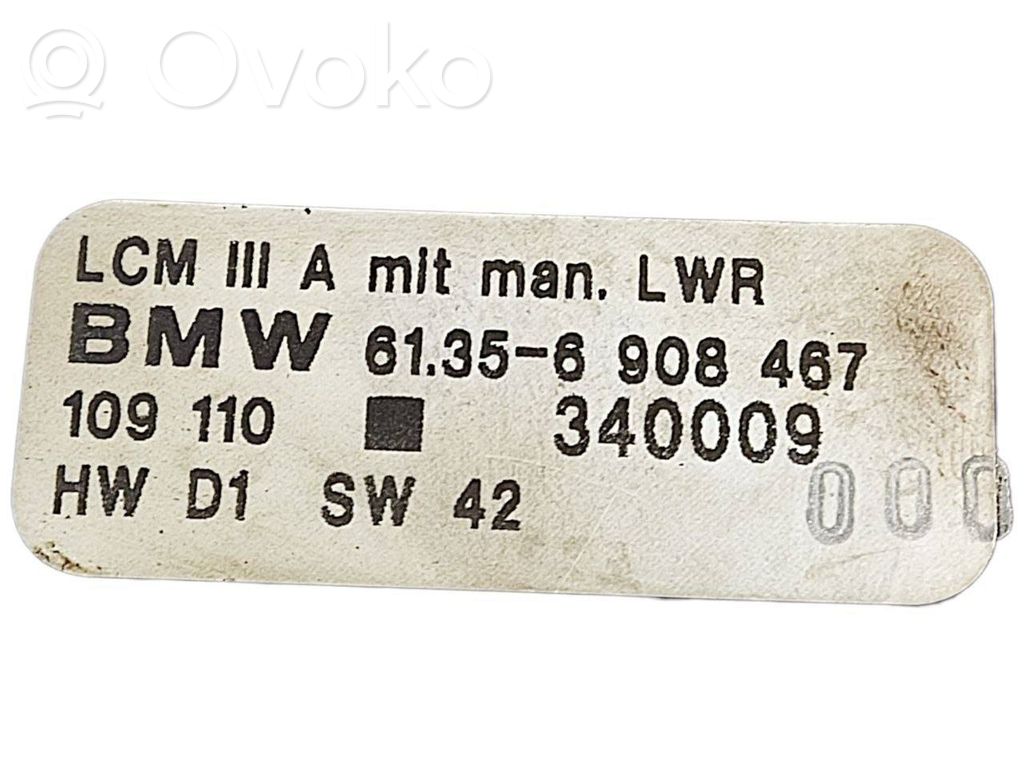 Ovoko
LCM III A mit man. LWR
BMW 61.35-6 908 467
109 110 ■ 340009
HW D1 SW 42
000